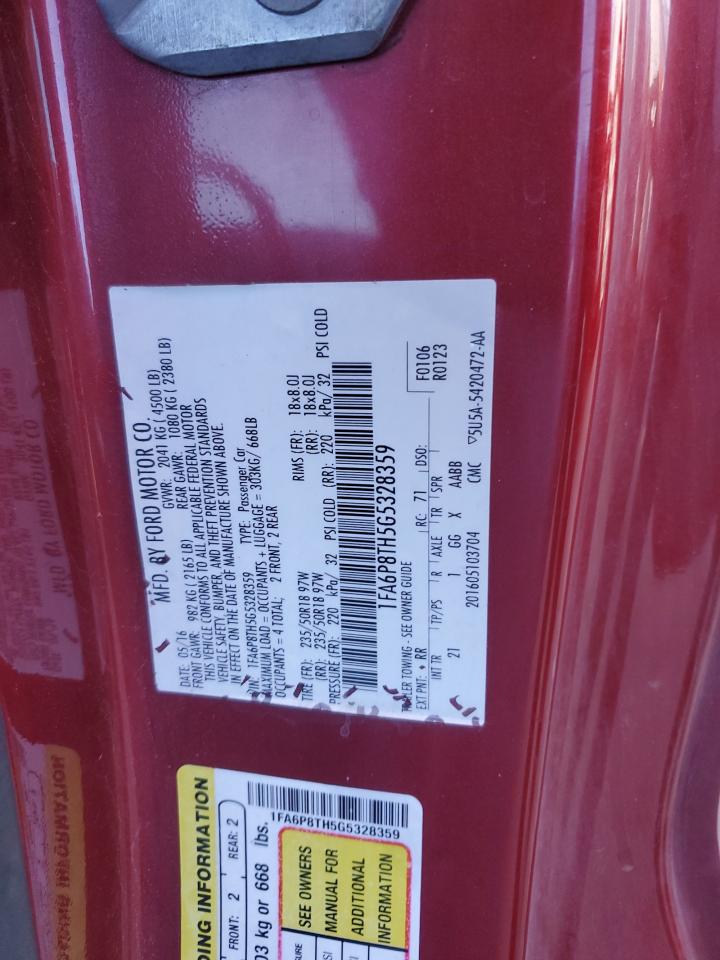 MFD. BY FORD MOTOR CO.
DATE: 05/16 GVWR: 2041 KG ( 4500 LB)
FRONT GAWR: 982 KG ( 2165 LB) REAR GAWR: 1080 KG ( 2380 LB)
THIS VEHICLE CONFORMS TO ALL APPLICABLE FEDERAL MOTOR
VEHICLE SAFETY, BUMPER, AND THEFT PREVENTION STANDARDS
IN EFFECT ON THE DATE OF MANUFACTURE SHOWN ABOVE.
VIN: 1FA6P8TH5G5328359 TYPE: Passenger Car
MAXIMUM LOAD = OCCUPANTS + LUGGAGE = 303KG/ 668LB
OCCUPANTS = 4 TOTAL; 2 FRONT, 2 REAR
TIRE (FR): 235/50R18 97W RIMS (FR): 18x8.0J
(RR): 235/50R18 97W (RR): 18x8.0J
PRESSURE (FR): 220 kPa/ 32 PSI COLD (RR): 220 kPa/ 32 PSI COLD
1FA6P8TH5G5328359
TRAILER TOWING - SEE OWNER GUIDE F0106
EXT PNT: RR RC: 71 DSO: R0123
INT TR TP/PS R AXLE TR SPR
21 1 GG X AABB
201605103704 CMC ▽5U5A-5420472-AA
DING INFORMATION
FRONT: 2 REAR: 2
03 kg or 668 lbs.
1FA6P8TH5G5328359
SEE OWNERS
MANUAL FOR
ADDITIONAL
INFORMATION